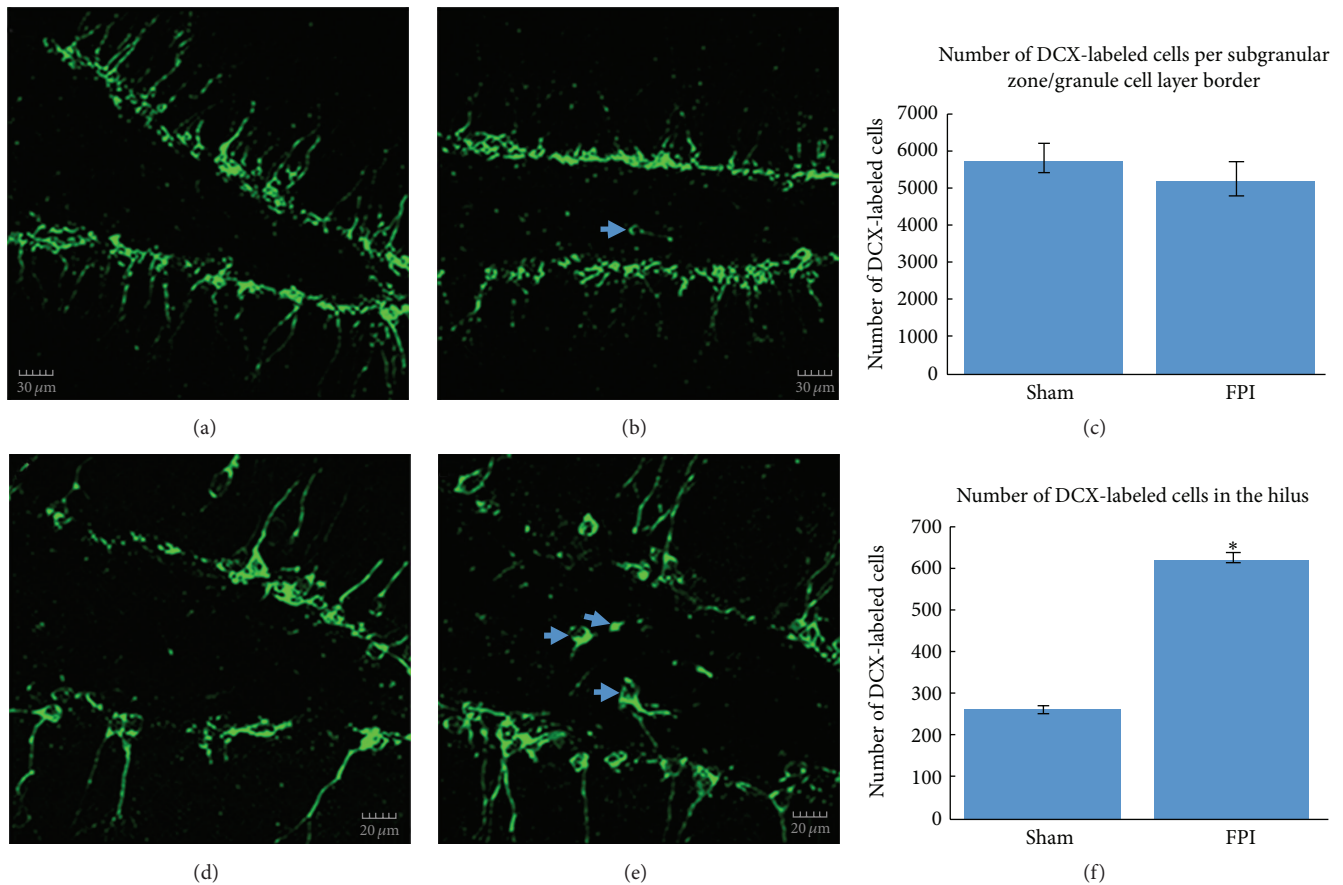 30 μm
(a)
30 μm
(b)
Number of DCX-labeled cells per subgranular
zone/granule cell layer border
Number of DCX-labeled cells
7000
6000
5000
4000
3000
2000
1000
0
Sham
FPI
(c)
20 μm
(d)
20 μm
(e)
Number of DCX-labeled cells in the hilus
Number of DCX-labeled cells
700
600
500
400
300
200
100
0
*
Sham
FPI
(f)